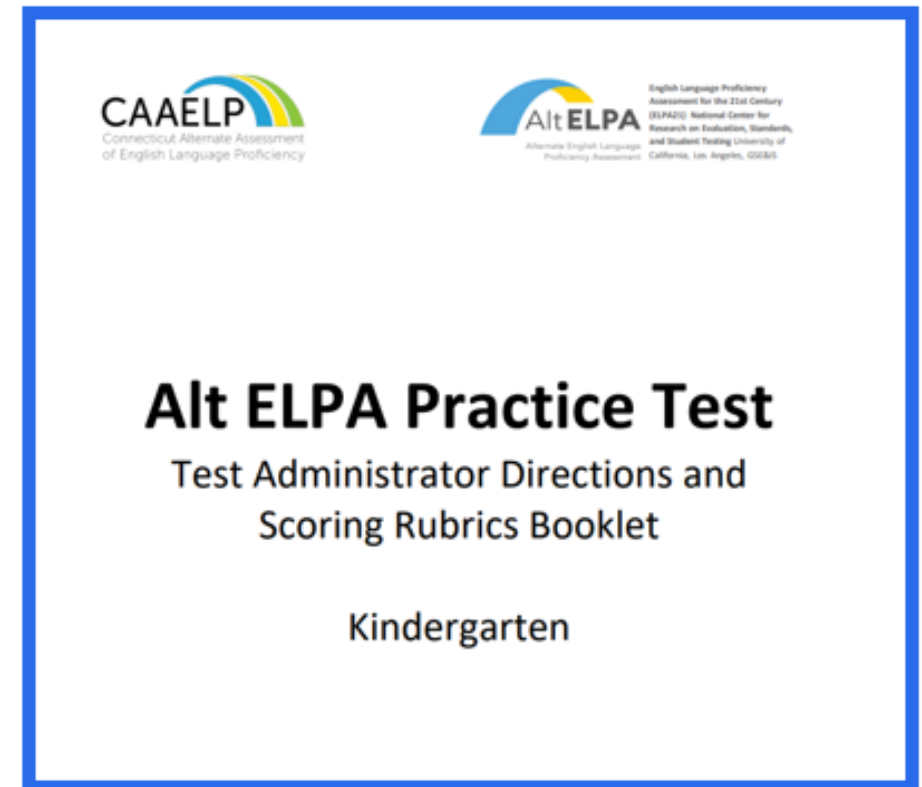 CAAELP
Connecticut Alternate Assessment
of English Language Proficiency
Alt ELPA
Alternate English Language
Proficiency Assessment
English Language Proficiency
Assessment for the 21st Century
(ELPA21) National Center for
Research on Evaluation, Standards,
and Student Testing University of
California, Los Angeles, GSE&IS
Alt ELPA Practice Test
Test Administrator Directions and
Scoring Rubrics Booklet
Kindergarten